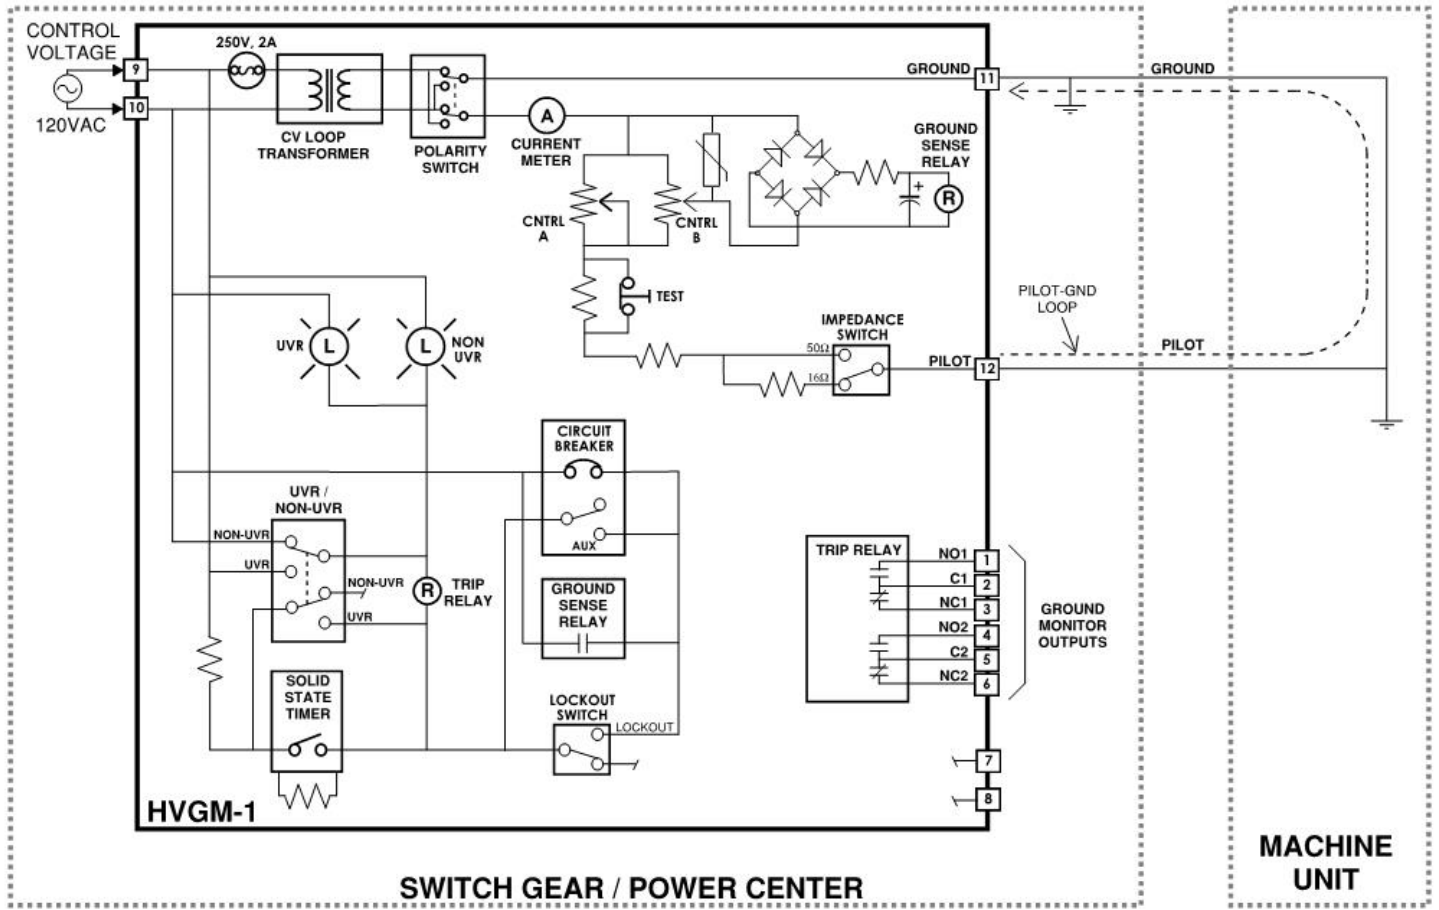 CONTROL
VOLTAGE
120VAC
9
10
250V, 2A
CV LOOP
TRANSFORMER
POLARITY
SWITCH
A
CURRENT
METER
GROUND
11
GROUND
GROUND
SENSE
RELAY
+
R
CNTRL
A
CNTRL
B
TEST
PILOT-GND
LOOP
IMPEDANCE
SWITCH
50Ω
16Ω
PILOT
12
PILOT
UVR
L
L
NON
UVR
CIRCUIT
BREAKER
AUX
UVR /
NON-UVR
NON-UVR
UVR
NON-UVR
UVR
R
TRIP
RELAY
GROUND
SENSE
RELAY
SOLID
STATE
TIMER
LOCKOUT
SWITCH
LOCKOUT
TRIP RELAY
NO1
1
C1
2
NC1
3
NO2
4
C2
5
NC2
6
GROUND
MONITOR
OUTPUTS
7
8
HVGM-1
SWITCH GEAR / POWER CENTER
MACHINE
UNIT